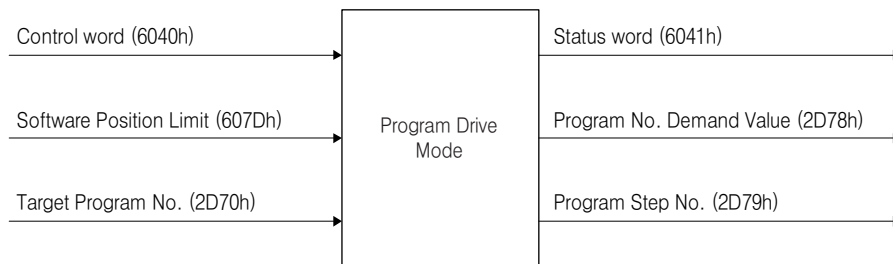 Control word (6040h)
Status word (6041h)
Software Position Limit (607Dh)
Program Drive
Mode
Program No. Demand Value (2D78h)
Target Program No. (2D70h)
Program Step No. (2D79h)